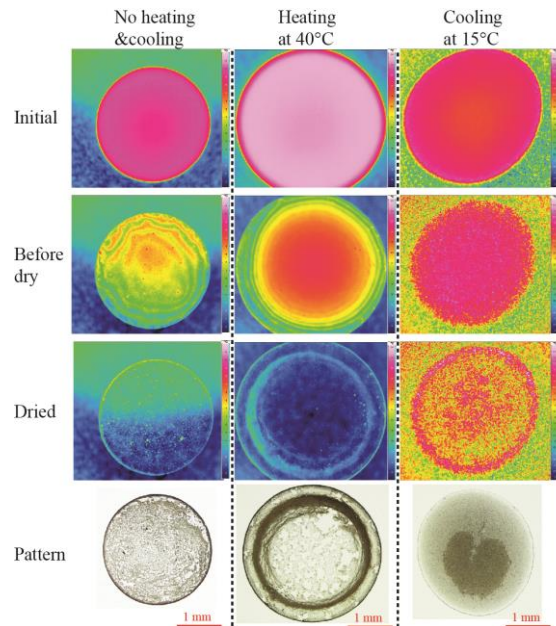 No heating
&cooling
Heating
at 40°C
Cooling
at 15°C
Initial
Before
dry
Dried
Pattern
1 mm
1 mm
1 mm